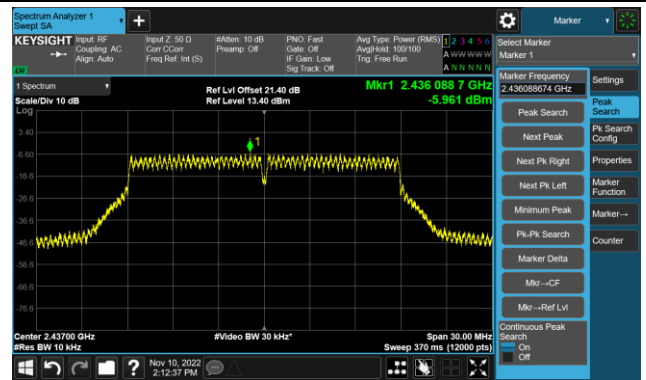 Spectrum Analyzer 1
Swept SA
Marker
KEYSIGHT
Input: RF
Coupling: AC
Align: Auto
Input Z: 50 Ω
Corr CCorr
Freq Ref: Int (S)
#Atten: 10 dB
Preamp: Off
PNO: Fast
Gate: Off
IF Gain: Low
Sig Track: Off
Avg Type: Power (RMS)
Avg|Hold: 100/100
Trig: Free Run
1 2 3 4 5 6
A W W W W W
A N N N N N
LW
Select Marker
Marker 1
1 Spectrum
Scale/Div 10 dB
Log
Ref Lvl Offset 21.40 dB
Ref Level 13.40 dBm
Mkr1 2.436 088 7 GHz
-5.961 dBm
3.40
-6.60
-16.6
-26.6
-36.6
-46.6
-56.6
-66.6
-76.6
1
Center 2.43700 GHz
#Res BW 10 kHz
#Video BW 30 kHz*
Span 30.00 MHz
Sweep 370 ms (12000 pts)
Marker Frequency
2.436088674 GHz
Peak Search
Next Peak
Next Pk Right
Next Pk Left
Minimum Peak
Pk-Pk Search
Marker Delta
Mkr→CF
Mkr→Ref Lvl
Continuous Peak
Search
On
Off
Settings
Peak
Search
Pk Search
Config
Properties
Marker
Function
Marker→
Counter
Nov 10, 2022
2:12:37 PM